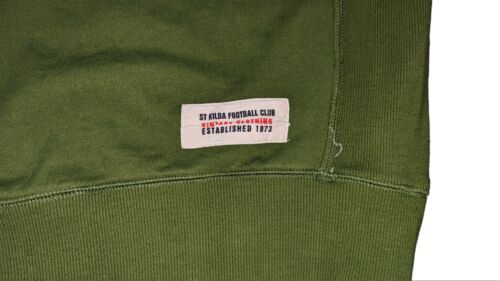 ST KILDA FOOTBALL CLUB
VINTAGE CLOTHING
ESTABLISHED 1873